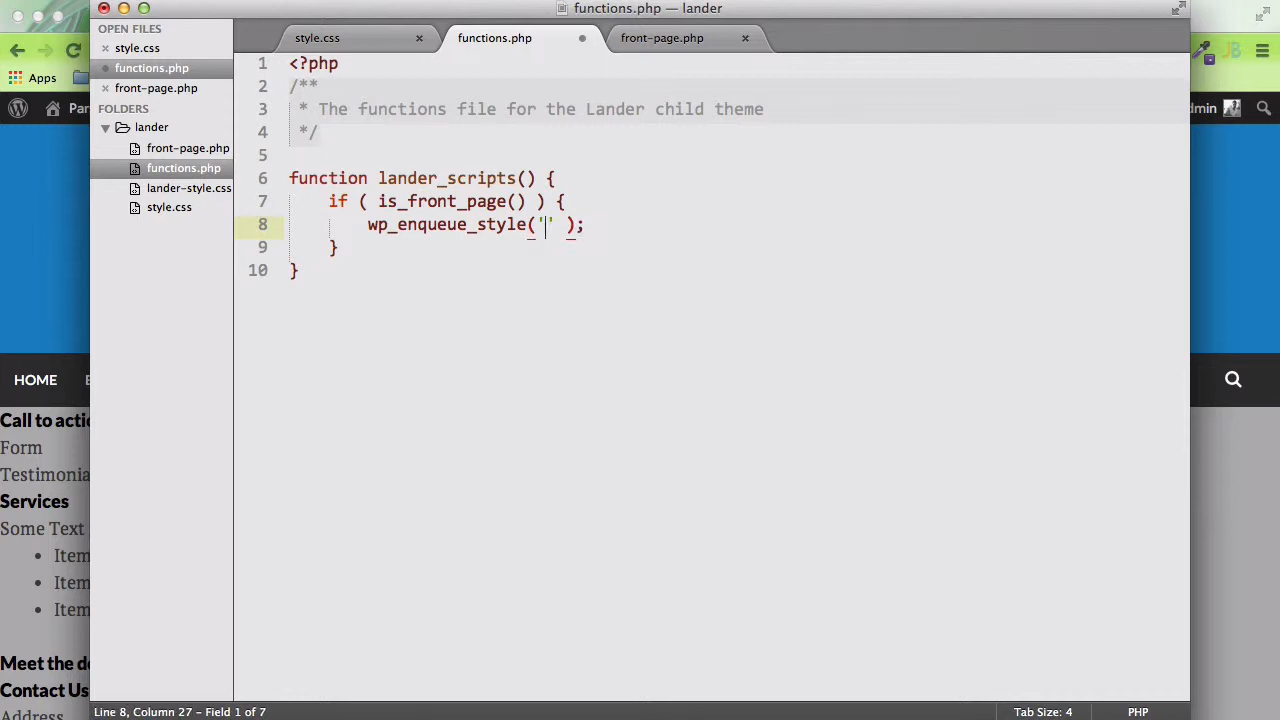 functions.php — lander
OPEN FILES
style.css
functions.php
front-page.php
FOLDERS
lander
front-page.php
functions.php
lander-style.css
style.css
style.css
functions.php
front-page.php
1 <?php
2 /**
3 * The functions file for the Lander child theme
4 */
5
6 function lander_scripts() {
7 if ( is_front_page() ) {
8 wp_enqueue_style('' );
9 }
10 }
Apps
HOME
Call to
Form
Services
Some Text
Item
Item
Item
Meet the
Contact Us
Address
Line 8, Column 27 - Field 1 of 7
Tab Size: 4
PHP